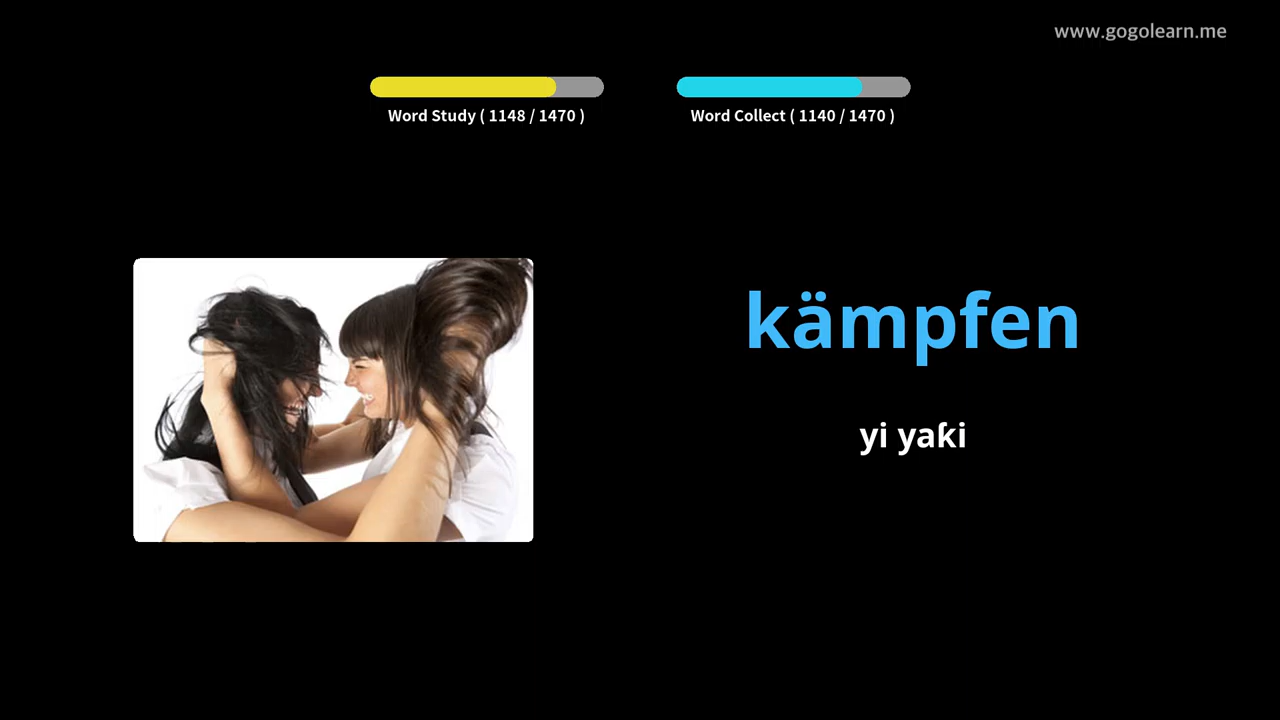 www.gogolearn.me
Word Study ( 1148 / 1470 )
Word Collect ( 1140 / 1470 )
kämpfen
yi yaƙi